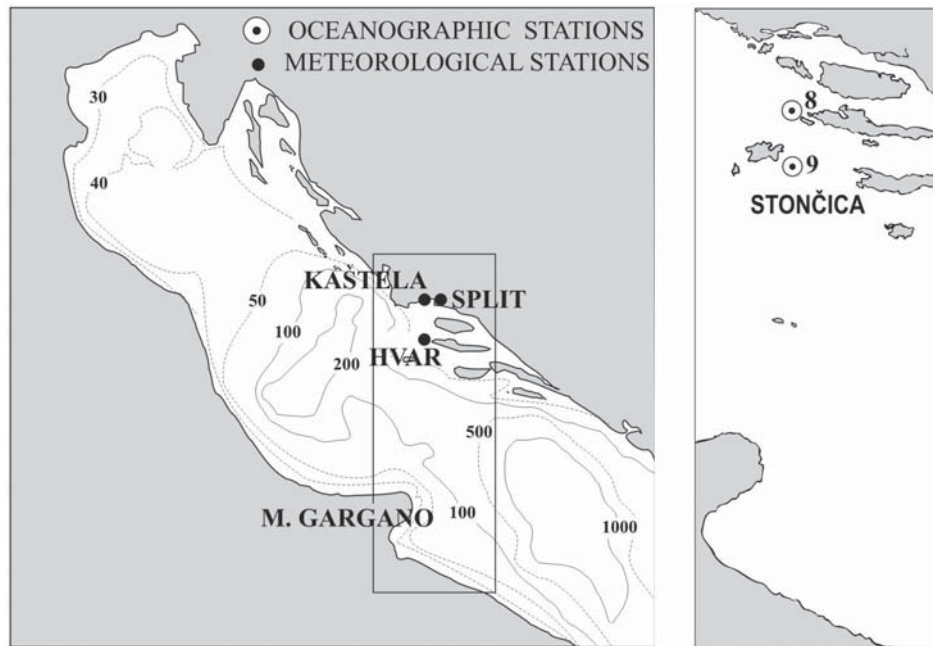 OCEANOGRAPHIC STATIONS
METEOROLOGICAL STATIONS
30
40
50
100
200
KAŠTELA
SPLIT
HVAR
500
M. GARGANO
100
1000
8
9
STONČICA